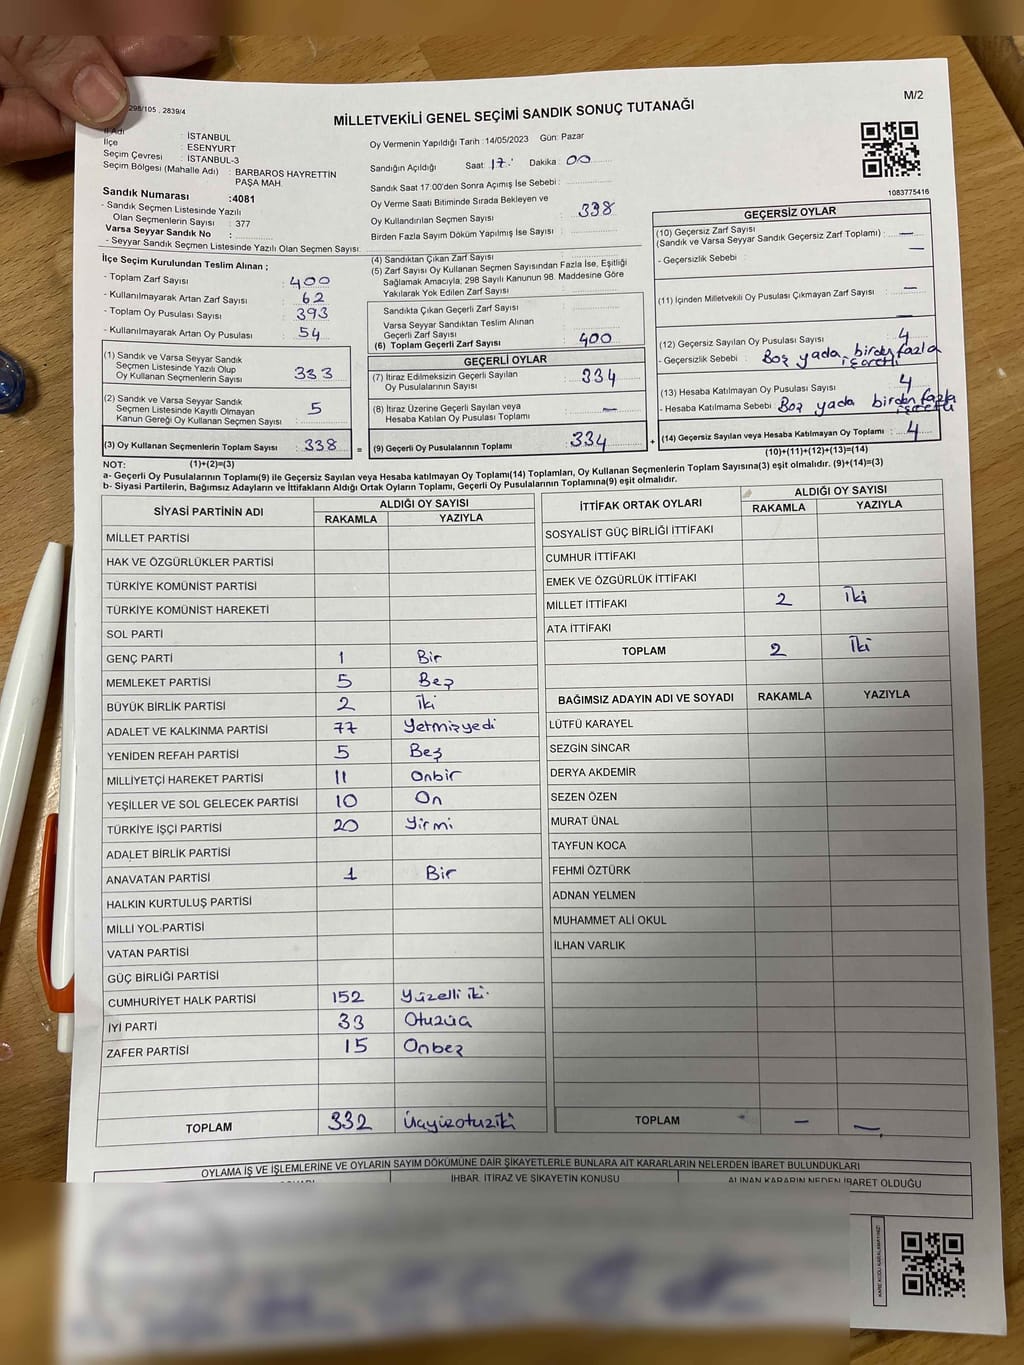 298/105 . 2839/4
M/2
MİLLETVEKİLİ GENEL SEÇİMİ SANDIK SONUÇ TUTANAĞI
İl Adı : İSTANBUL
İlçe : ESENYURT
Seçim Çevresi : İSTANBUL-3
Seçim Bölgesi (Mahalle Adı) : BARBAROS HAYRETTİN
PAŞA MAH.
Sandık Numarası :4081
- Sandık Seçmen Listesinde Yazılı
Olan Seçmenlerin Sayısı : 377
Varsa Seyyar Sandık No :
- Seyyar Sandık Seçmen Listesinde Yazılı Olan Seçmen Sayısı:
Oy Vermenin Yapıldığı Tarih :14/05/2023 Gün: Pazar
Sandığın Açıldığı Saat: 17 Dakika : 00
Sandık Saat 17:00'den Sonra Açımış İse Sebebi :
Oy Verme Saati Bitiminde Sırada Bekleyen ve
Oy Kullandırılan Seçmen Sayısı : 338
Birden Fazla Sayım Döküm Yapılmış İse Sayısı :
1083775416
İlçe Seçim Kurulundan Teslim Alınan ;
- Toplam Zarf Sayısı : 400
- Kullanılmayarak Artan Zarf Sayısı : 62
- Toplam Oy Pusulası Sayısı : 393
- Kullanılmayarak Artan Oy Pusulası : 54
(1) Sandık ve Varsa Seyyar Sandık
Seçmen Listesinde Yazılı Olup
Oy Kullanan Seçmenlerin Sayısı : 333
(2) Sandık ve Varsa Seyyar Sandık
Seçmen Listesinde Kayıtlı Olmayan
Kanun Gereği Oy Kullanan Seçmen Sayısı : 5
(3) Oy Kullanan Seçmenlerin Toplam Sayısı : 338 =
(1)+(2)=(3)
(4) Sandıktan Çıkan Zarf Sayısı :
(5) Zarf Sayısı Oy Kullanan Seçmen Sayısından Fazla İse, Eşitliği
Sağlamak Amacıyla, 298 Sayılı Kanunun 98. Maddesine Göre
Yakılarak Yok Edilen Zarf Sayısı :
Sandıkta Çıkan Geçerli Zarf Sayısı :
Varsa Seyyar Sandıktan Teslim Alınan
Geçerli Zarf Sayısı :
(6) Toplam Geçerli Zarf Sayısı : 400
GEÇERLİ OYLAR
(7) İtiraz Edilmeksizin Geçerli Sayılan
Oy Pusulalarının Sayısı : 334
(8) İtiraz Üzerine Geçerli Sayılan veya
Hesaba Katılan Oy Pusulası Toplamı : –
(9) Geçerli Oy Pusulalarının Toplamı : 334 +
GEÇERSİZ OYLAR
(10) Geçersiz Zarf Sayısı
(Sandık ve Varsa Seyyar Sandık Geçersiz Zarf Toplamı) : –
- Geçersizlik Sebebi : –
(11) İçinden Milletvekili Oy Pusulası Çıkmayan Zarf Sayısı : –
–
(12) Geçersiz Sayılan Oy Pusulası Sayısı : 4
- Geçersizlik Sebebi : Boş yada birden fazla
işaretli
(13) Hesaba Katılmayan Oy Pusulası Sayısı : 4
- Hesaba Katılmama Sebebi : Boş yada birden fazla
işaretli
(14) Geçersiz Sayılan veya Hesaba Katılmayan Oy Toplamı : 4
(10)+(11)+(12)+(13)=(14)
NOT:
a- Geçerli Oy Pusulalarının Toplamı(9) ile Geçersiz Sayılan veya Hesaba katılmayan Oy Toplamı(14) Toplamları, Oy Kullanan Seçmenlerin Toplam Sayısına(3) eşit olmalıdır. (9)+(14)=(3)
b- Siyasi Partilerin, Bağımsız Adayların ve İttifakların Aldığı Ortak Oyların Toplamı, Geçerli Oy Pusulalarının Toplamına(9) eşit olmalıdır.
SİYASİ PARTİNİN ADI ALDIĞI OY SAYISI
RAKAMLA YAZIYLA
MİLLET PARTİSİ
HAK VE ÖZGÜRLÜKLER PARTİSİ
TÜRKİYE KOMÜNİST PARTİSİ
TÜRKİYE KOMÜNİST HAREKETİ
SOL PARTİ
GENÇ PARTİ 1 Bir
MEMLEKET PARTİSİ 5 Beş
BÜYÜK BİRLİK PARTİSİ 2 İki
ADALET VE KALKINMA PARTİSİ 77 Yetmişyedi
YENİDEN REFAH PARTİSİ 5 Beş
MİLLİYETÇİ HAREKET PARTİSİ 11 Onbir
YEŞİLLER VE SOL GELECEK PARTİSİ 10 On
TÜRKİYE İŞÇİ PARTİSİ 20 Yirmi
ADALET BİRLİK PARTİSİ
ANAVATAN PARTİSİ 1 Bir
HALKIN KURTULUŞ PARTİSİ
MİLLİ YOL PARTİSİ
VATAN PARTİSİ
GÜÇ BİRLİĞİ PARTİSİ
CUMHURİYET HALK PARTİSİ 152 Yüzelli iki
İYİ PARTİ 33 Otuzüç
ZAFER PARTİSİ 15 Onbeş
TOPLAM 332 Üçyüzotuziki
İTTİFAK ORTAK OYLARI ALDIĞI OY SAYISI
RAKAMLA YAZIYLA
SOSYALİST GÜÇ BİRLİĞİ İTTİFAKI
CUMHUR İTTİFAKI
EMEK VE ÖZGÜRLÜK İTTİFAKI
MİLLET İTTİFAKI 2 İki
ATA İTTİFAKI
TOPLAM 2 İki
BAĞIMSIZ ADAYIN ADI VE SOYADI RAKAMLA YAZIYLA
LÜTFÜ KARAYEL
SEZGİN SİNCAR
DERYA AKDEMİR
SEZEN ÖZEN
MURAT ÜNAL
TAYFUN KOCA
FEHMİ ÖZTÜRK
ADNAN YELMEN
MUHAMMET ALİ OKUL
İLHAN VARLIK
TOPLAM – –
OYLAMA İŞ VE İŞLEMLERİNE VE OYLARIN SAYIM DÖKÜMÜNE DAİR ŞİKAYETLERLE BUNLARA AİT KARARLARIN NELERDEN İBARET BULUNDUKLARI
İHBAR, İTİRAZ VE ŞİKAYETİN KONUSU
ALINAN KARARIN NEDEN İBARET OLDUĞU
KARE KODU KARALAMAYINIZ!